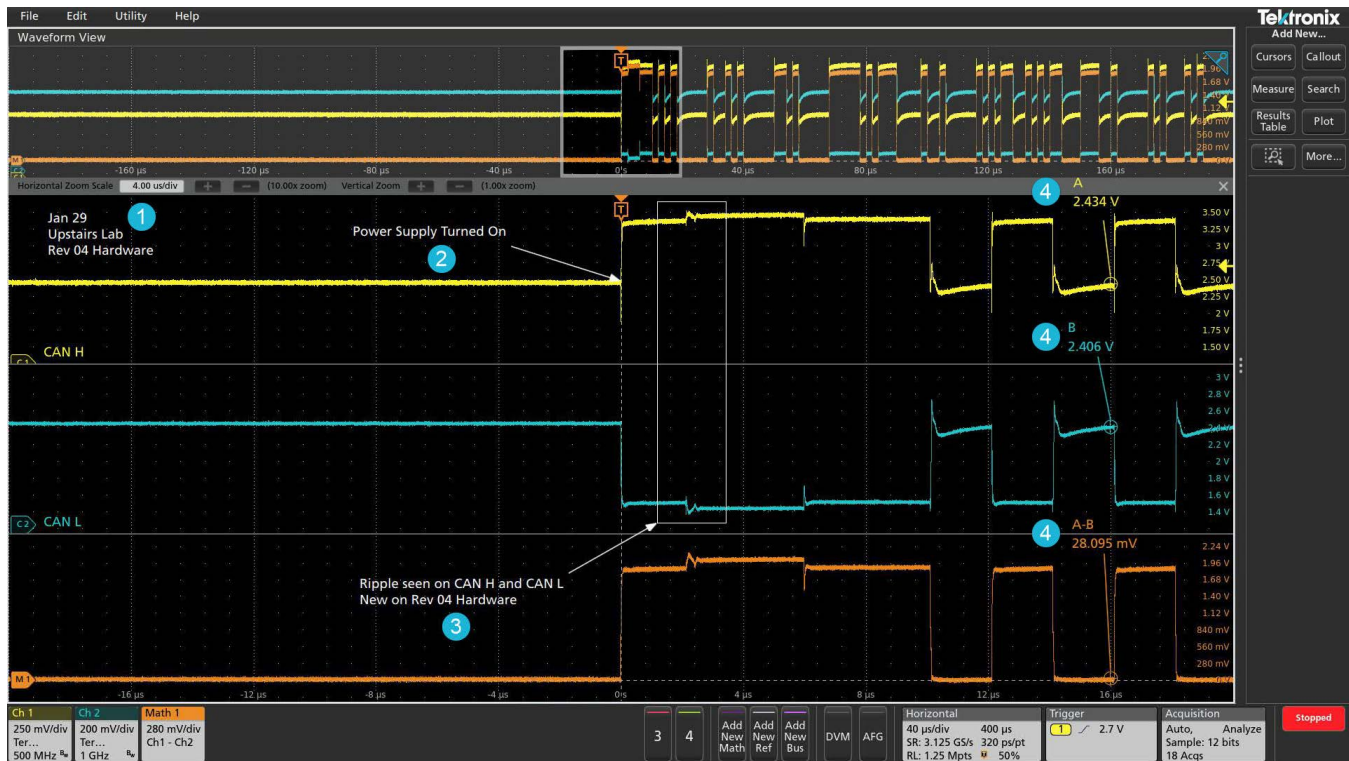 File Edit Utility Help
Tektronix
Waveform View
Add New...
Cursors Callout
Measure Search
Results Table Plot
More...
1.96
1.68 V
1.12 V
560 mV
280 mV
-160 µs -120 µs -80 µs -40 µs 0 s 40 µs 80 µs 120 µs 160 µs
Horizontal Zoom Scale 4.00 us/div + − (10.00x zoom) Vertical Zoom + − (1.00x zoom) ×
Jan 29
Upstairs Lab
Rev 04 Hardware
1
Power Supply Turned On
2
T
4 A
2.434 V
3.50 V
3.25 V
3 V
2.75
2.50 V
2.25 V
2 V
1.75 V
1.50 V
CAN H
4 B
2.406 V
3 V
2.8 V
2.6 V
2.2 V
2 V
1.8 V
1.6 V
1.4 V
C2 CAN L
4 A-B
28.095 mV
2.24 V
1.96 V
1.68 V
1.40 V
1.12 V
840 mV
560 mV
280 mV
Ripple seen on CAN H and CAN L
New on Rev 04 Hardware
3
M 1
-16 µs -12 µs -8 µs -4 µs 0 s 4 µs 8 µs 12 µs 16 µs
Ch 1
250 mV/div
Ter...
500 MHz Bw
Ch 2
200 mV/div
Ter...
1 GHz Bw
Math 1
280 mV/div
Ch1 - Ch2
3
4
Add New Math
Add New Ref
Add New Bus
DVM
AFG
Horizontal
40 µs/div 400 µs
SR: 3.125 GS/s 320 ps/pt
RL: 1.25 Mpts 50%
Trigger
1 2.7 V
Acquisition
Auto, Analyze
Sample: 12 bits
18 Acqs
Stopped